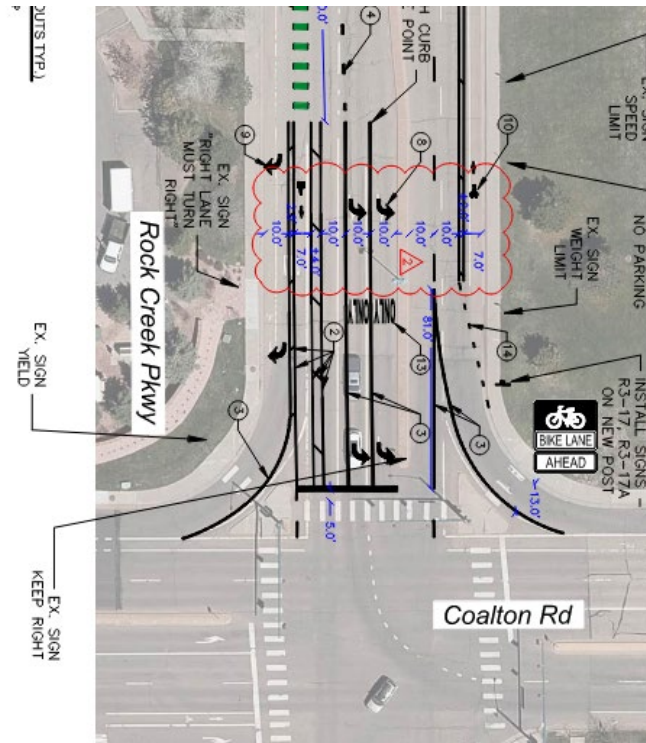 OUTS TYP.)
EX. SIGN
"RIGHT LANE
MUST TURN
RIGHT"
Rock Creek Pkwy
EX. SIGN
YIELD
EX. SIGN
KEEP RIGHT
CURB
POINT
EX. SIGN
SPEED
LIMIT
NO PARKING
EX. SIGN
WEIGHT
LIMIT
INSTALL SIGNS -
R3-17, R3-17A
ON NEW POST
BIKE LANE
AHEAD
Coalton Rd
ONLY
ONLY
4
9
8
10
2
2
13
14
3
3
3
10.0'
7.0'
10.0'
10.0'
10.0'
10.0'
10.0'
7.0'
81.0'
13.0'
5.0'